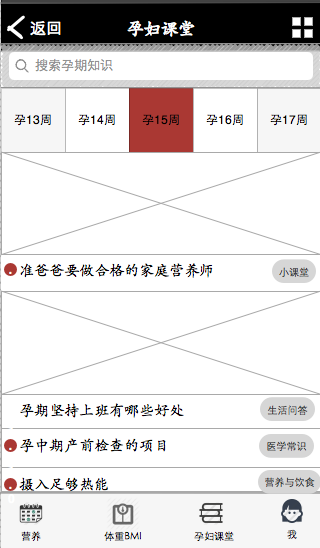 返回 孕妇课堂
搜索孕期知识
孕13周 孕14周 孕15周 孕16周 孕17周
准爸爸要做合格的家庭营养师 小课堂
孕期坚持上班有哪些好处 生活问答
孕中期产前检查的项目 医学常识
摄入足够热能 营养与饮食
营养 体重BMI 孕妇课堂 我